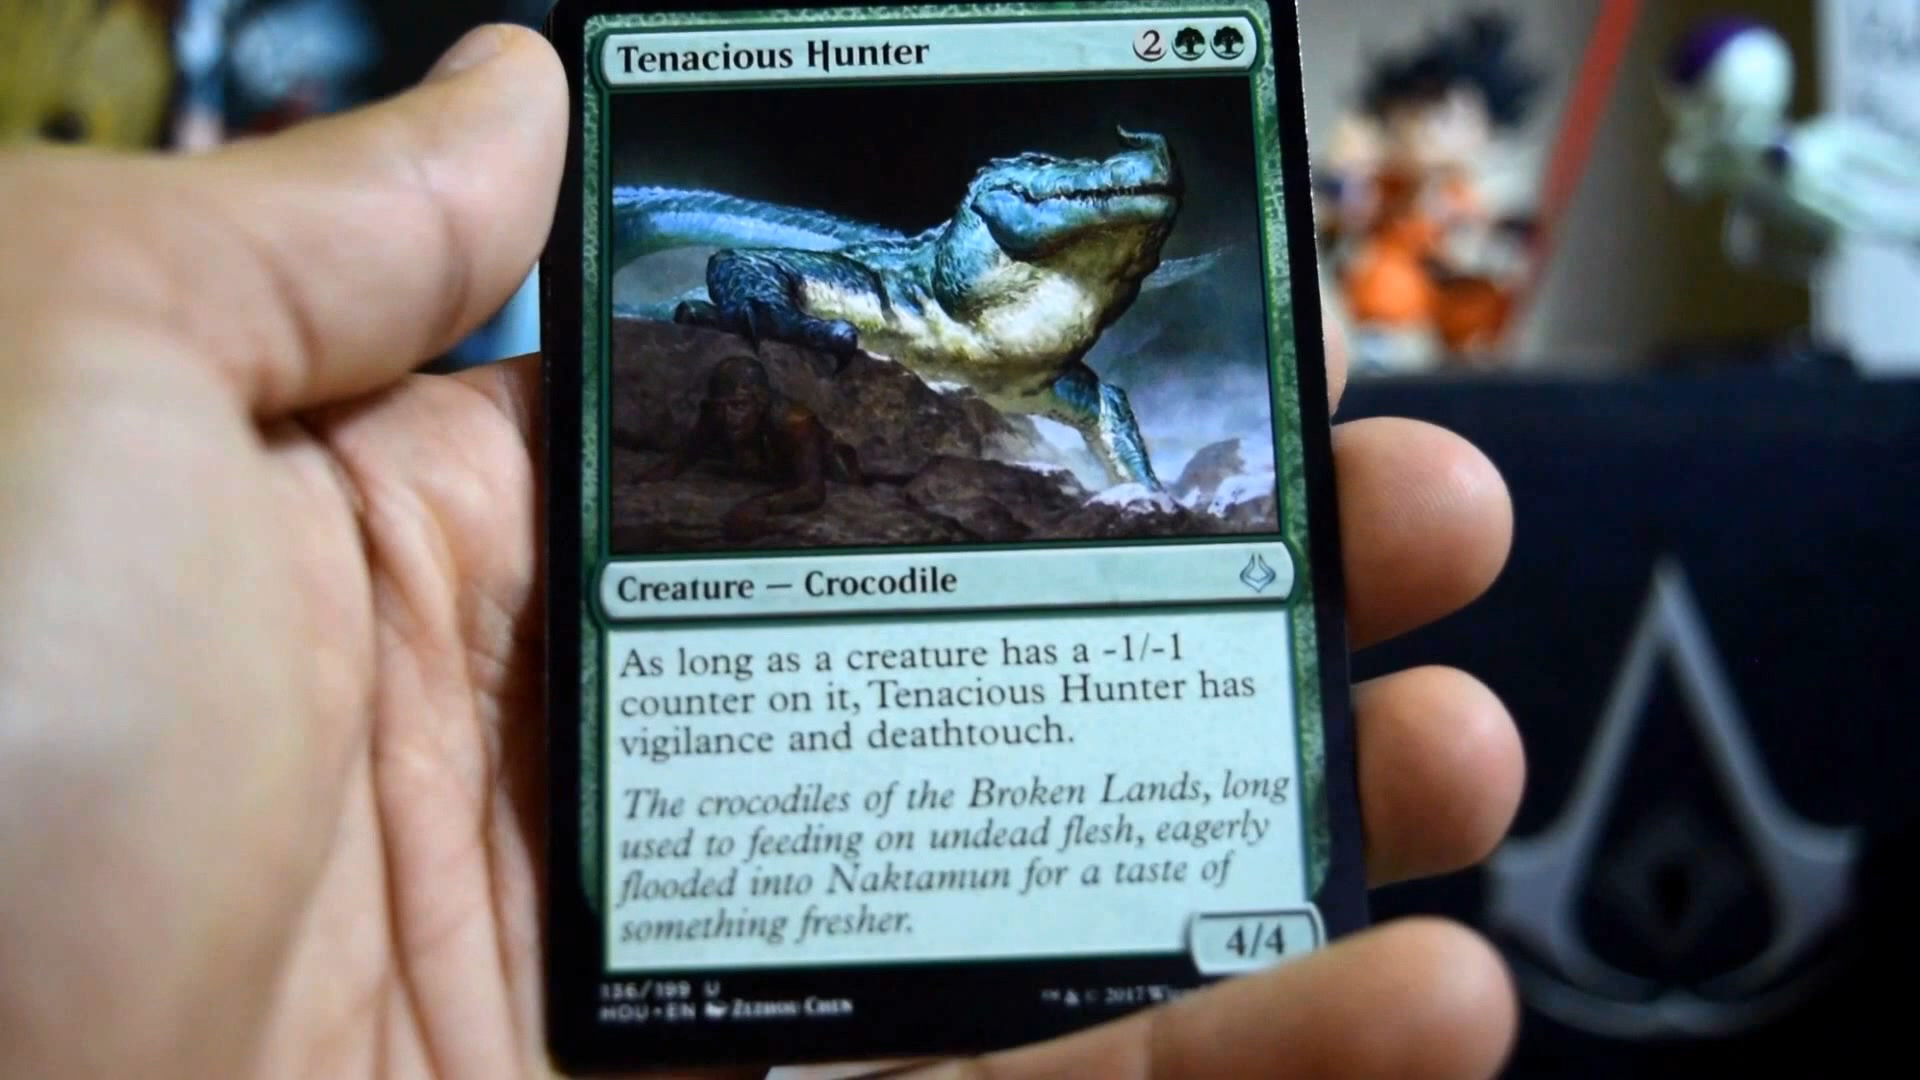 Tenacious Hunter 2
Creature — Crocodile
As long as a creature has a -1/-1
counter on it, Tenacious Hunter has
vigilance and deathtouch.
The crocodiles of the Broken Lands, long
used to feeding on undead flesh, eagerly
flooded into Naktamun for a taste of
something fresher.
4/4
136/199 U
HOU • EN Zezhou Chen
™ & © 2017